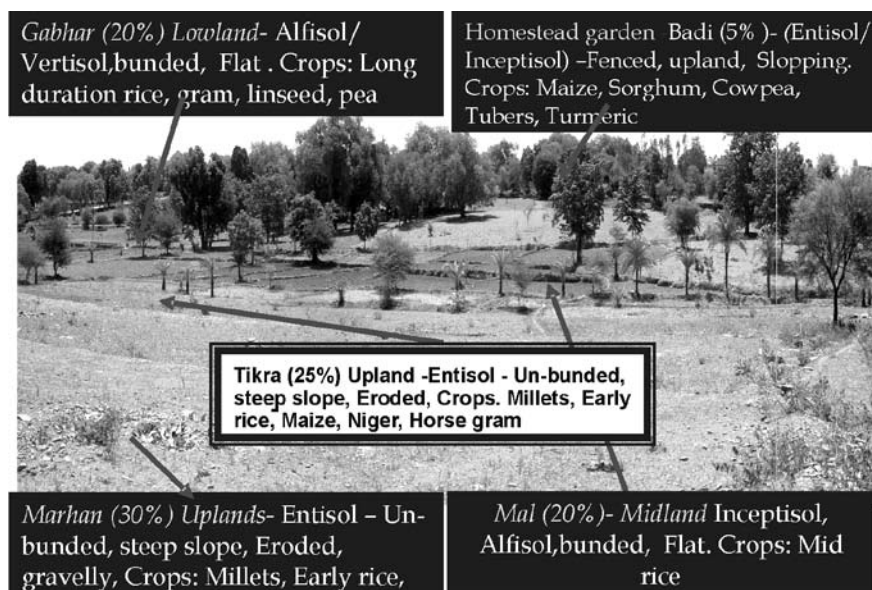 Gabhar (20%) Lowland- Alfisol/
Vertisol,bunded, Flat . Crops: Long
duration rice, gram, linseed, pea
Homestead garden -Badi (5% )- (Entisol/
Inceptisol) –Fenced, upland, Slopping.
Crops: Maize, Sorghum, Cowpea,
Tubers, Turmeric
Tikra (25%) Upland -Entisol - Un-bunded,
steep slope, Eroded, Crops. Millets, Early
rice, Maize, Niger, Horse gram
Marhan (30%) Uplands- Entisol – Un-
bunded, steep slope, Eroded,
gravelly, Crops: Millets, Early rice,
Mal (20%)- Midland Inceptisol,
Alfisol,bunded, Flat. Crops: Mid
rice